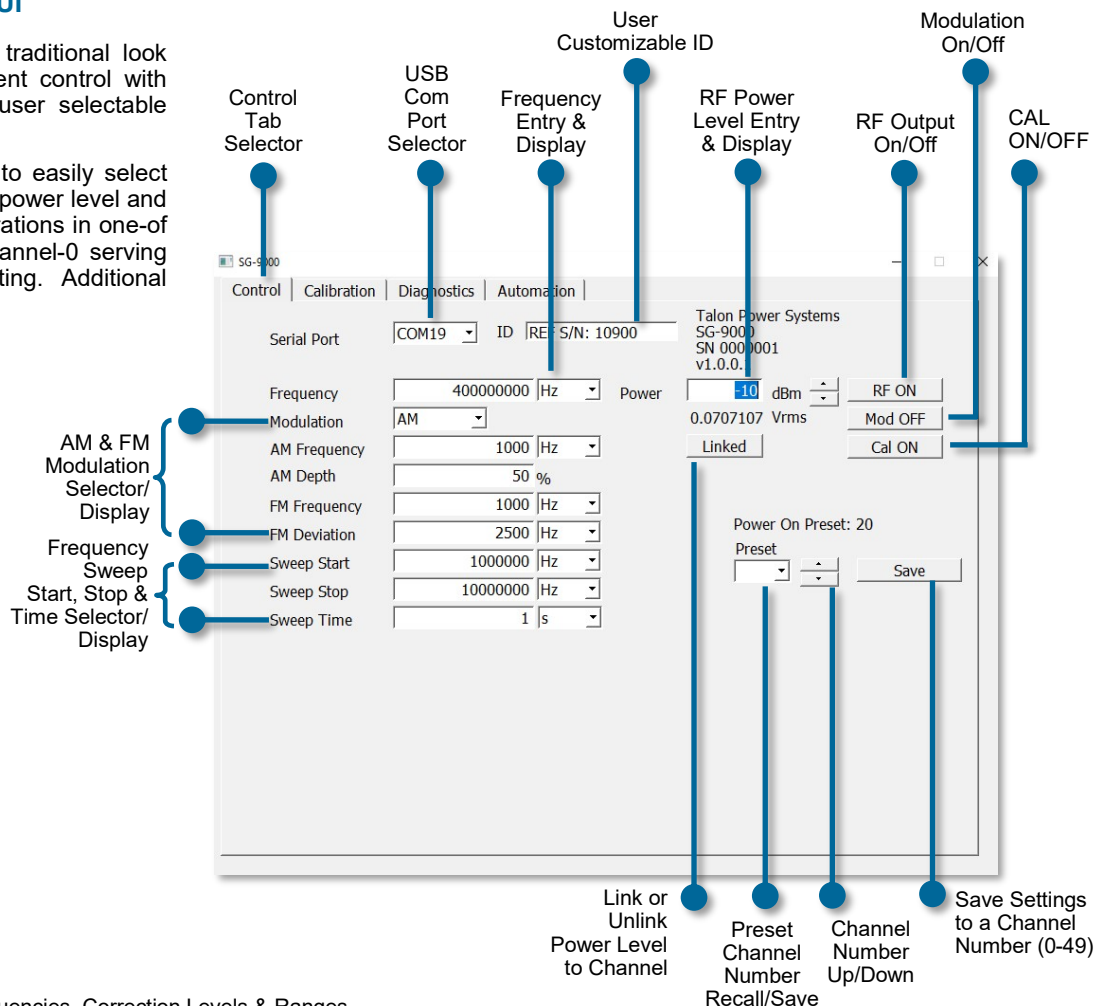 UI
traditional look
ent control with
user selectable
to easily select
power level and
rations in one-of
annel-0 serving
ting. Additional
User
Customizable ID
Modulation
On/Off
Control
Tab
Selector
USB
Com
Port
Selector
Frequency
Entry &
Display
RF Power
Level Entry
& Display
RF Output
On/Off
CAL
ON/OFF
SG-9000
Control Calibration Diagnostics Automation
Serial Port COM19 ID REF S/N: 10900
Talon Power Systems
SG-9000
SN 0000001
v1.0.0.1
Frequency 400000000 Hz Power -10 dBm RF ON
Modulation AM 0.0707107 Vrms Mod OFF
AM Frequency 1000 Hz Linked Cal ON
AM Depth 50 %
FM Frequency 1000 Hz
FM Deviation 2500 Hz
Sweep Start 1000000 Hz
Sweep Stop 10000000 Hz
Sweep Time 1 s
Power On Preset: 20
Preset
Save
AM & FM
Modulation
Selector/
Display
Frequency
Sweep
Start, Stop &
Time Selector/
Display
Link or
Unlink
Power Level
to Channel
Preset
Channel
Number
Recall/Save
Channel
Number
Up/Down
Save Settings
to a Channel
Number (0-49)
uencies, Correction Levels & Ranges